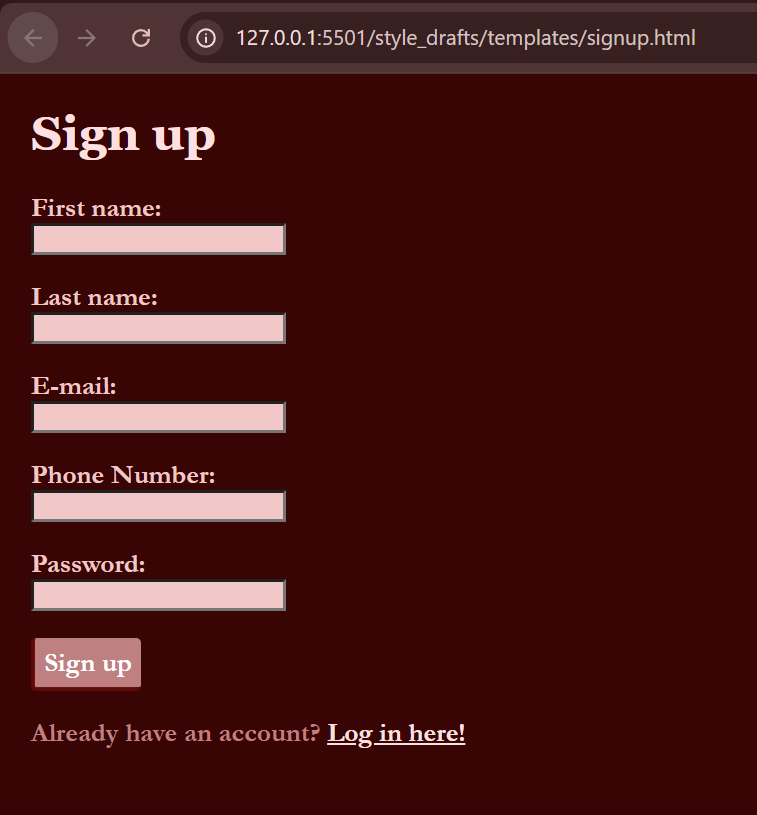 127.0.0.1:5501/style_drafts/templates/signup.html
Sign up
First name:
Last name:
E-mail:
Phone Number:
Password:
Sign up
Already have an account? Log in here!